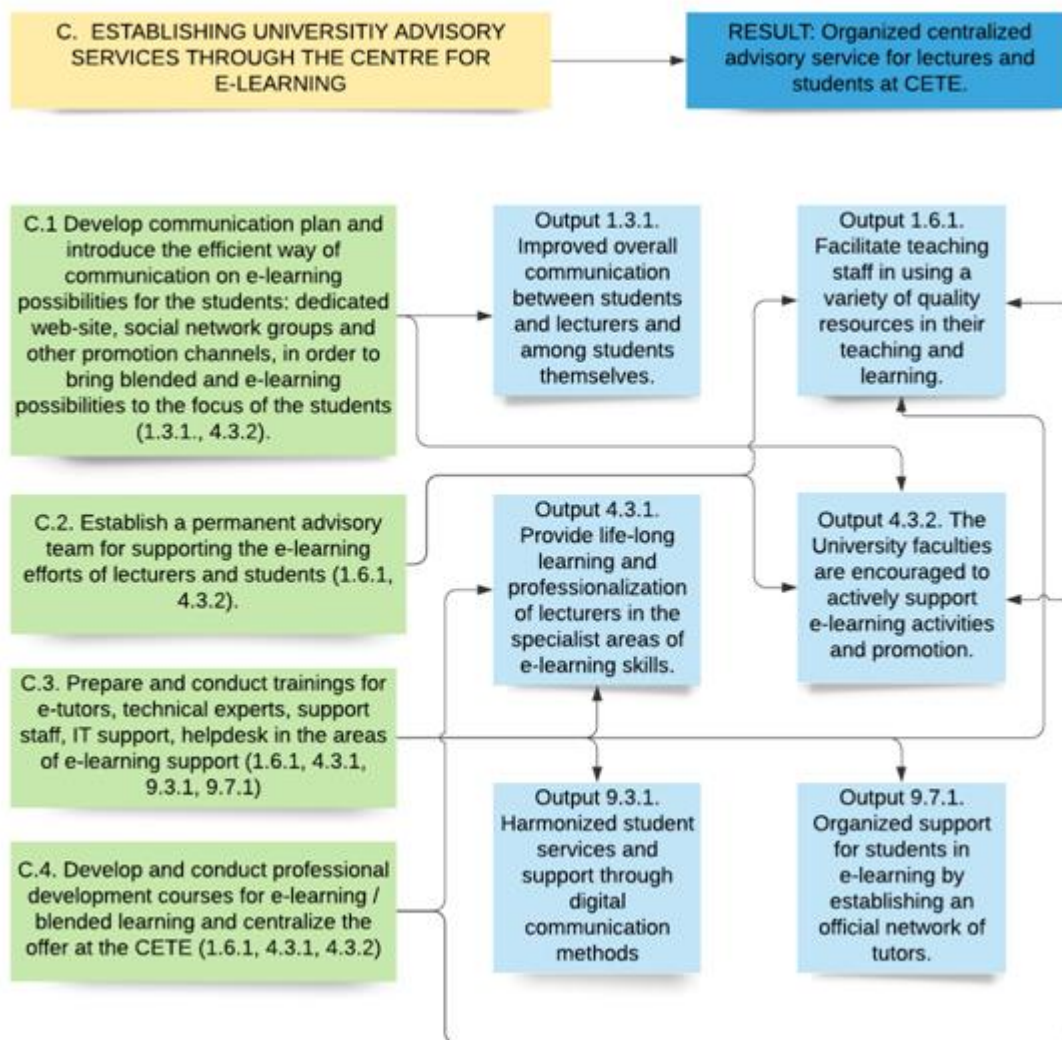 C. ESTABLISHING UNIVERSITIY ADVISORY
SERVICES THROUGH THE CENTRE FOR
E-LEARNING
RESULT: Organized centralized
advisory service for lectures and
students at CETE.
C.1 Develop communication plan and
introduce the efficient way of
communication on e-learning
possibilities for the students: dedicated
web-site, social network groups and
other promotion channels, in order to
bring blended and e-learning
possibilities to the focus of the students
(1.3.1., 4.3.2).
Output 1.3.1.
Improved overall
communication
between students
and lecturers and
among students
themselves.
Output 1.6.1.
Facilitate teaching
staff in using a
variety of quality
resources in their
teaching and
learning.
C.2. Establish a permanent advisory
team for supporting the e-learning
efforts of lecturers and students (1.6.1,
4.3.2).
Output 4.3.1.
Provide life-long
learning and
professionalization
of lecturers in the
specialist areas of
e-learning skills.
Output 4.3.2. The
University faculties
are encouraged to
actively support
e-learning activities
and promotion.
C.3. Prepare and conduct trainings for
e-tutors, technical experts, support
staff, IT support, helpdesk in the areas
of e-learning support (1.6.1, 4.3.1,
9.3.1, 9.7.1)
Output 9.3.1.
Harmonized student
services and
support through
digital
communication
methods
Output 9.7.1.
Organized support
for students in
e-learning by
establishing an
official network of
tutors.
C.4. Develop and conduct professional
development courses for e-learning /
blended learning and centralize the
offer at the CETE (1.6.1, 4.3.1, 4.3.2)